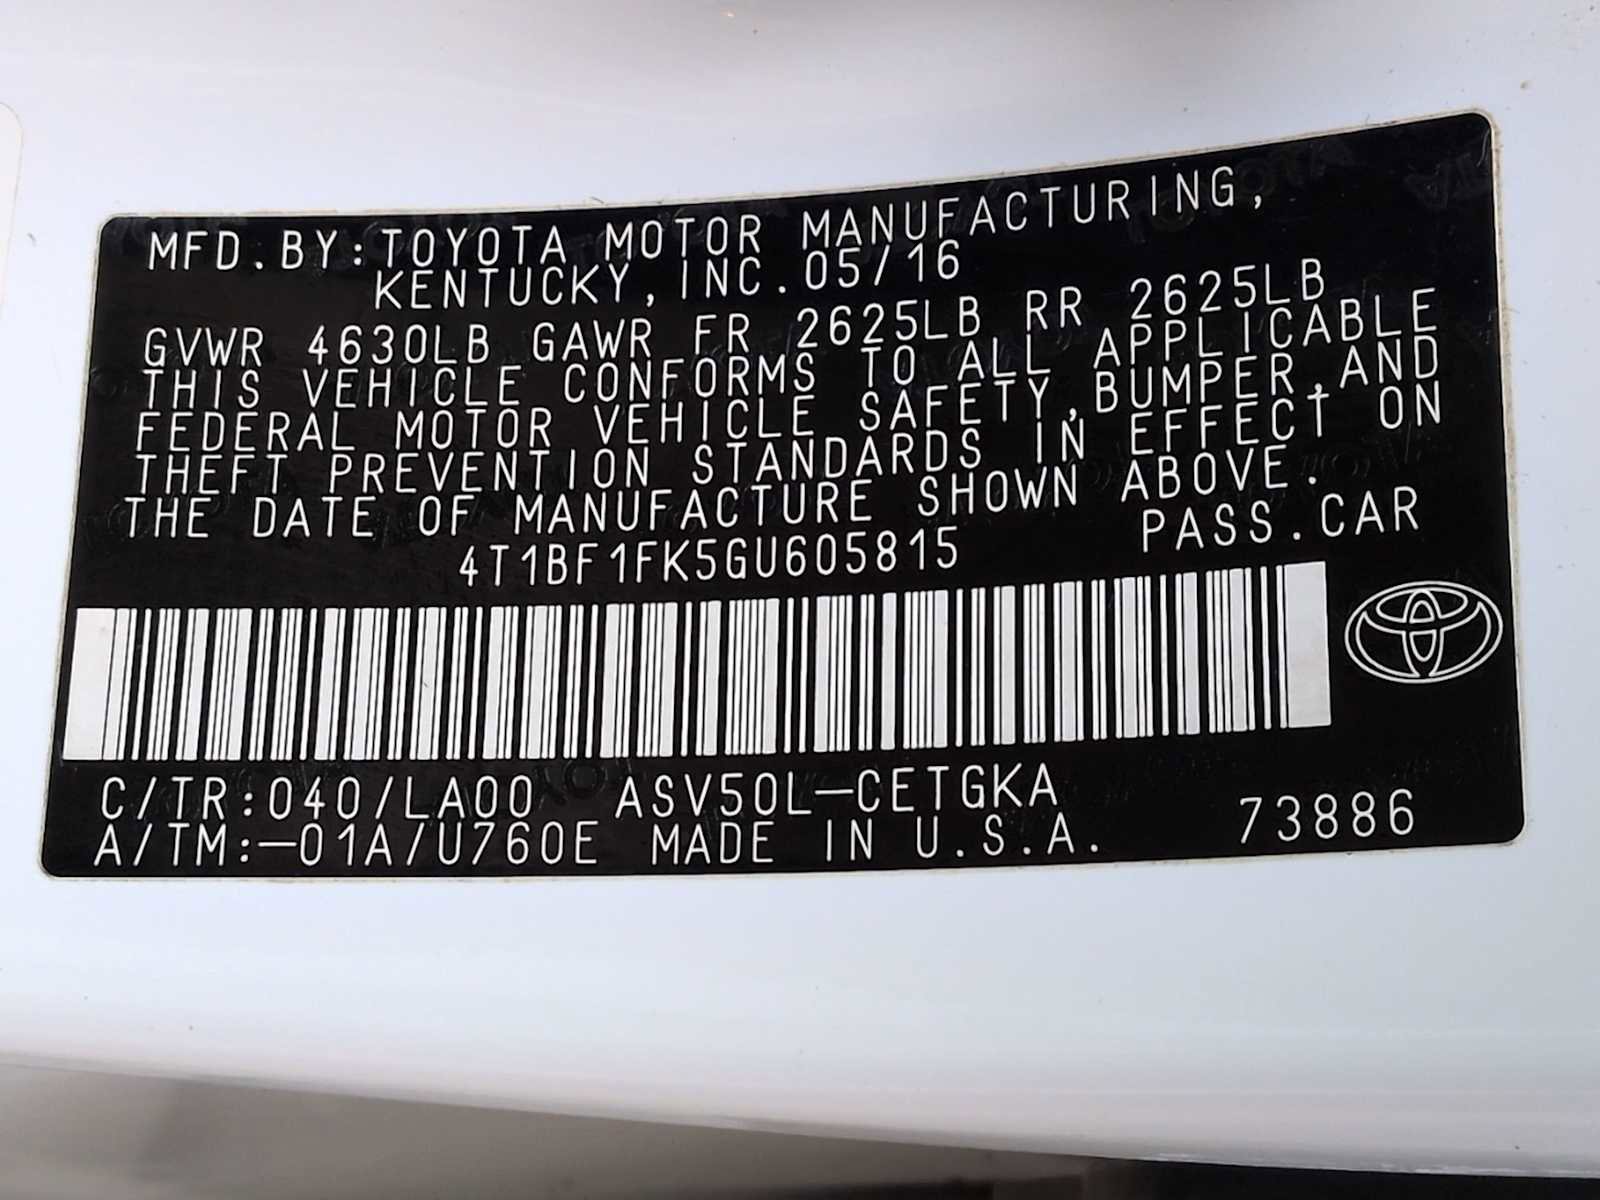 MFD.BY:TOYOTA MOTOR MANUFACTURING,
KENTUCKY,INC.05/16
GVWR 4630LB GAWR FR 2625LB RR 2625LB
THIS VEHICLE CONFORMS TO ALL APPLICABLE
FEDERAL MOTOR VEHICLE SAFETY,BUMPER,AND
THEFT PREVENTION STANDARDS IN EFFECT ON
THE DATE OF MANUFACTURE SHOWN ABOVE.
4T1BF1FK5GU605815 PASS.CAR
C/TR:040/LA00 ASV50L-CETGKA
A/TM:-01A/U760E MADE IN U.S.A. 73886